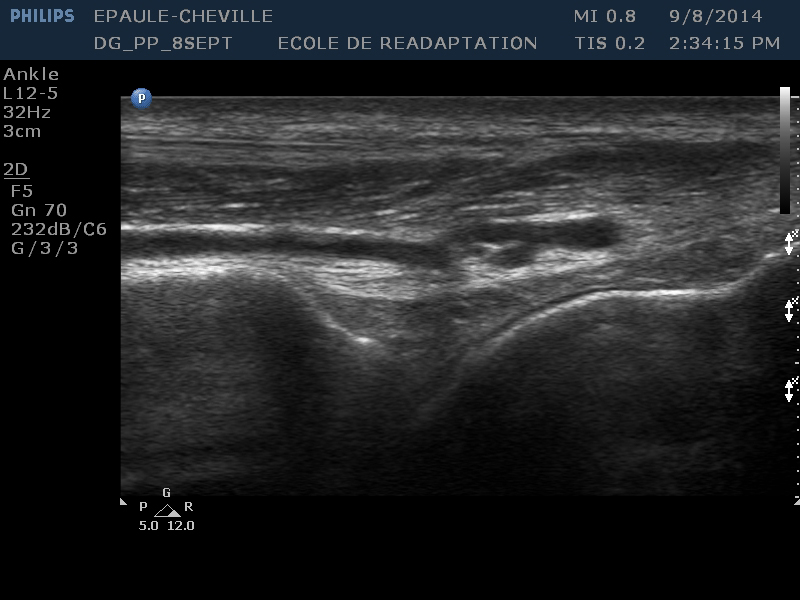 PHILIPS EPAULE-CHEVILLE MI 0.8 9/8/2014
DG_PP_8SEPT ECOLE DE READAPTATION TIS 0.2 2:34:15 PM
Ankle
L12-5
32Hz
3cm
2D
F5
Gn 70
232dB/C6
G/3/3
P
G
P R
5.0 12.0